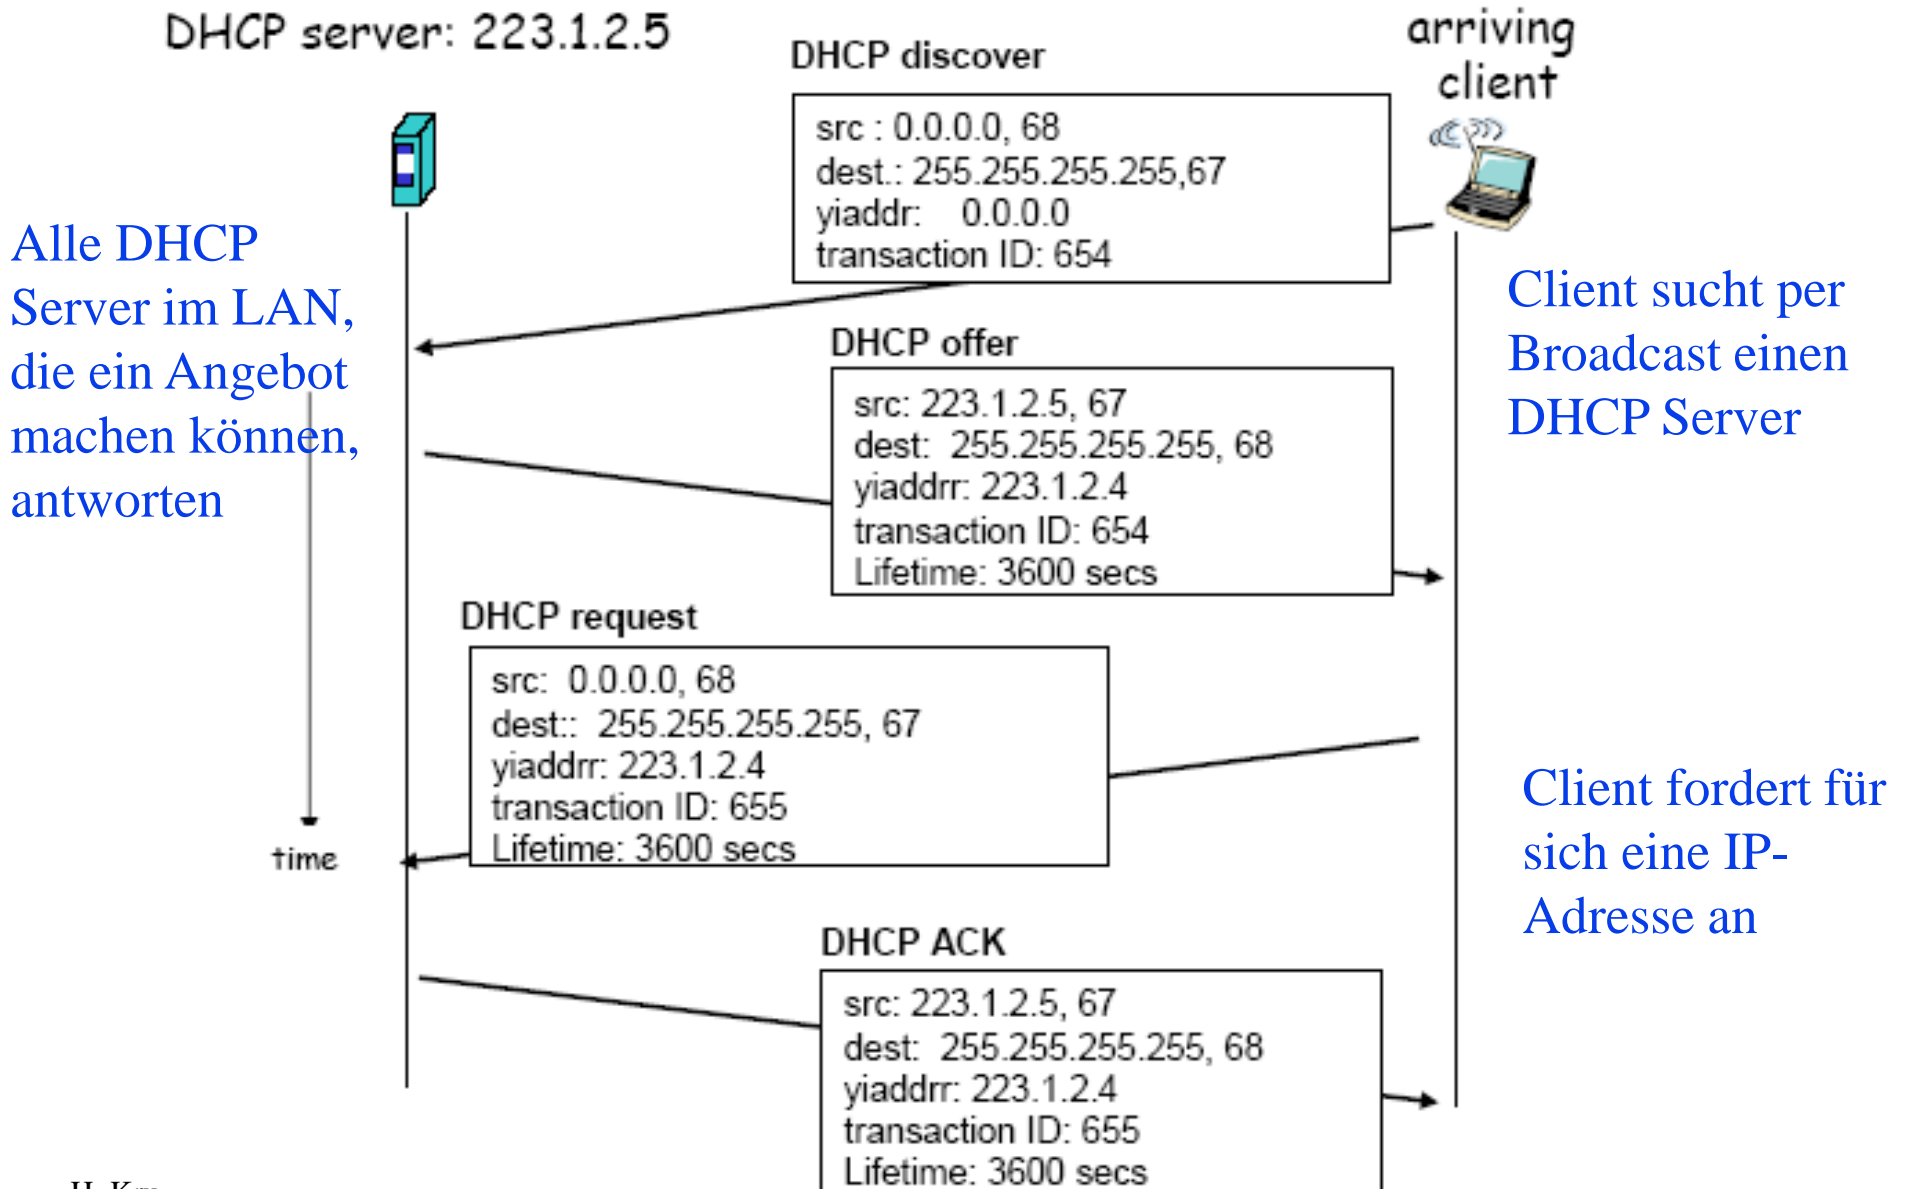 DHCP server: 223.1.2.5
arriving
client
DHCP discover
src : 0.0.0.0, 68
dest.: 255.255.255.255,67
yiaddr: 0.0.0.0
transaction ID: 654
Alle DHCP
Server im LAN,
die ein Angebot
machen können,
antworten
Client sucht per
Broadcast einen
DHCP Server
DHCP offer
src: 223.1.2.5, 67
dest: 255.255.255.255, 68
yiaddrr: 223.1.2.4
transaction ID: 654
Lifetime: 3600 secs
DHCP request
src: 0.0.0.0, 68
dest:: 255.255.255.255, 67
yiaddrr: 223.1.2.4
transaction ID: 655
Lifetime: 3600 secs
time
Client fordert für
sich eine IP-
Adresse an
DHCP ACK
src: 223.1.2.5, 67
dest: 255.255.255.255, 68
yiaddrr: 223.1.2.4
transaction ID: 655
Lifetime: 3600 secs